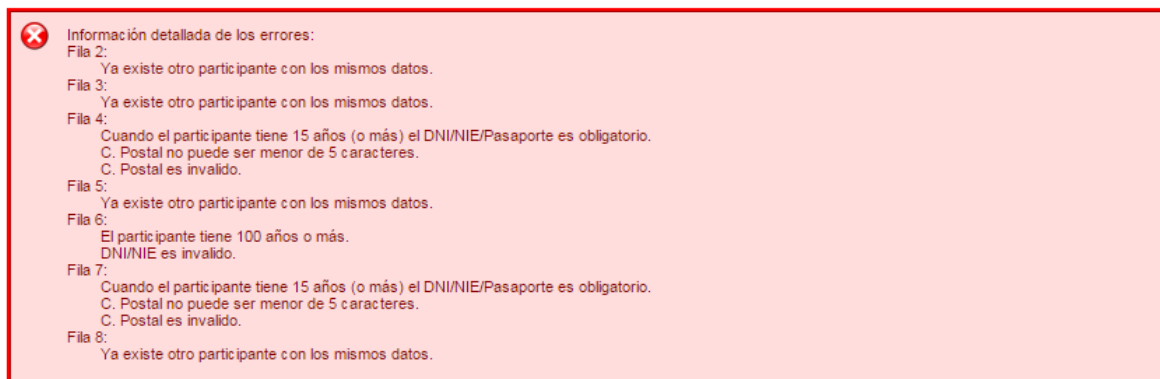 Información detallada de los errores:
Fila 2:
Ya existe otro participante con los mismos datos.
Fila 3:
Ya existe otro participante con los mismos datos.
Fila 4:
Cuando el participante tiene 15 años (o más) el DNI/NIE/Pasaporte es obligatorio.
C. Postal no puede ser menor de 5 caracteres.
C. Postal es invalido.
Fila 5:
Ya existe otro participante con los mismos datos.
Fila 6:
El participante tiene 100 años o más.
DNI/NIE es invalido.
Fila 7:
Cuando el participante tiene 15 años (o más) el DNI/NIE/Pasaporte es obligatorio.
C. Postal no puede ser menor de 5 caracteres.
C. Postal es invalido.
Fila 8:
Ya existe otro participante con los mismos datos.